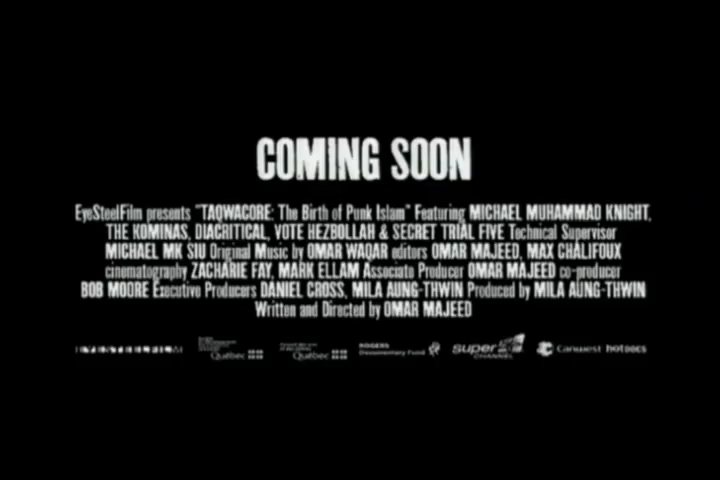 COMING SOON
EyeSteelFilm presents "TAQWACORE: The Birth of Punk Islam" Featuring MICHAEL MUHAMMAD KNIGHT,
THE KOMINAS, DIACRITICAL, VOTE HEZBOLLAH & SECRET TRIAL FIVE Technical Supervisor
MICHAEL MK SIU Original Music by OMAR WAQAR editors OMAR MAJEED, MAX CHALIFOUX
cinematography ZACHARIE FAY, MARK ELLAM Associate Producer OMAR MAJEED co-producer
BOB MOORE Executive Producers DANIEL CROSS, MILA AUNG-THWIN Produced by MILA AUNG-THWIN
Written and Directed by OMAR MAJEED
EYESTEELFILM Québec Québec ROGERS Documentary Fund super CHANNEL Canwest hotDOCS